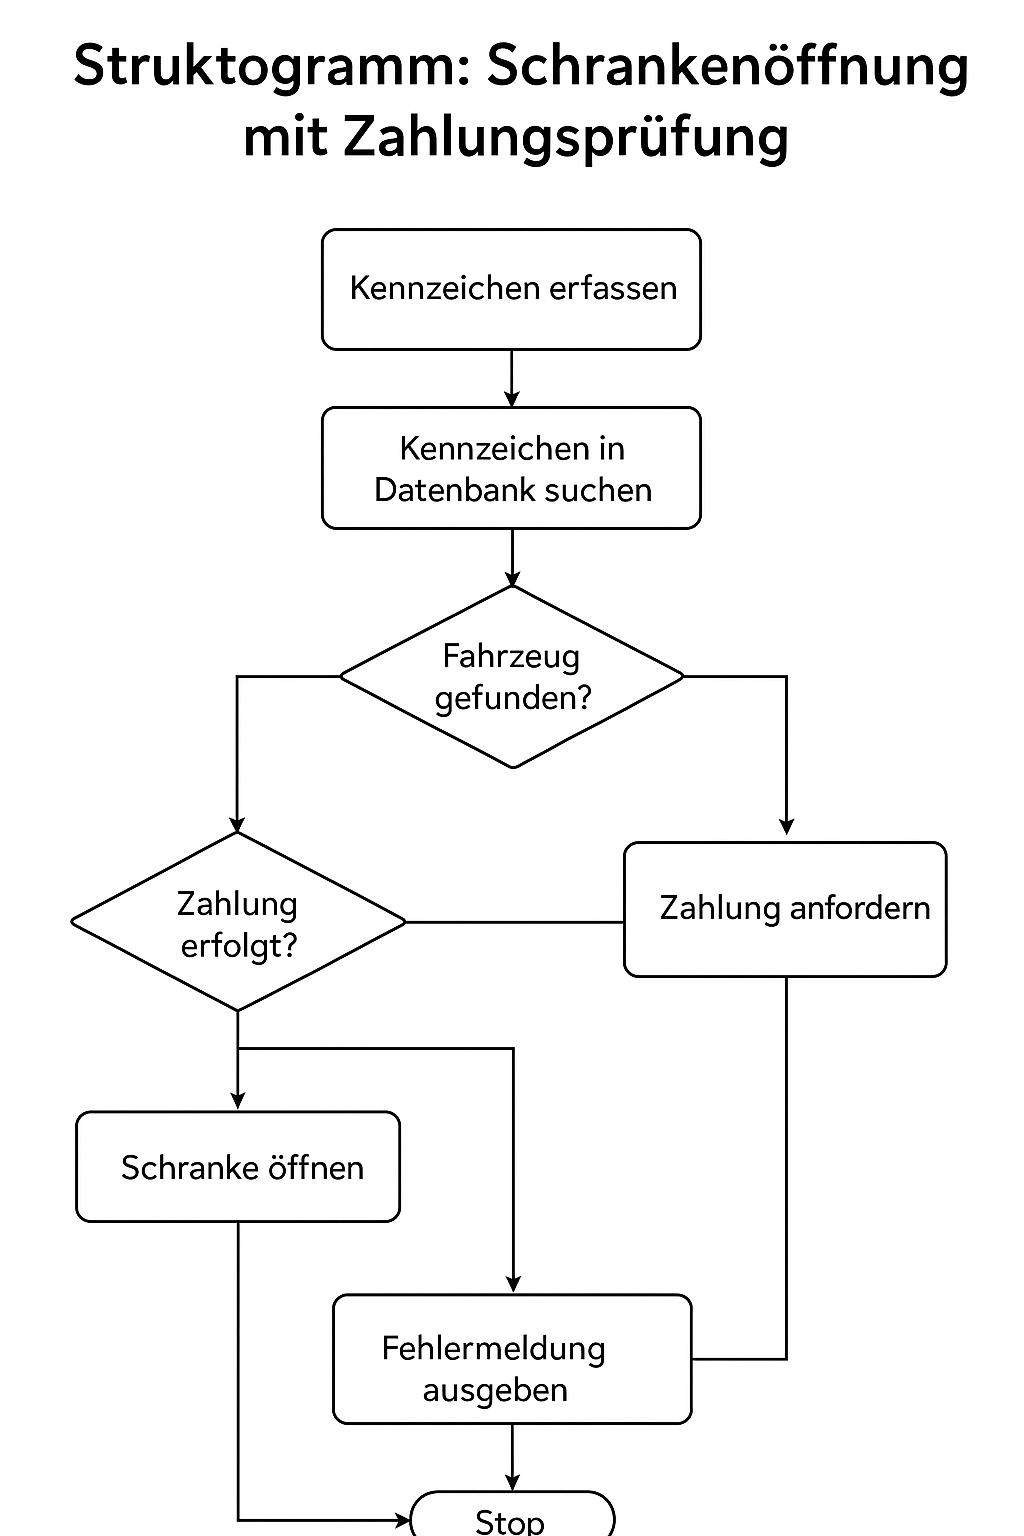 Struktogramm: Schrankenöffnung
mit Zahlungsprüfung
Kennzeichen erfassen
Kennzeichen in
Datenbank suchen
Fahrzeug
gefunden?
Zahlung
erfolgt?
Zahlung anfordern
Schranke öffnen
Fehlermeldung
ausgeben
Stop